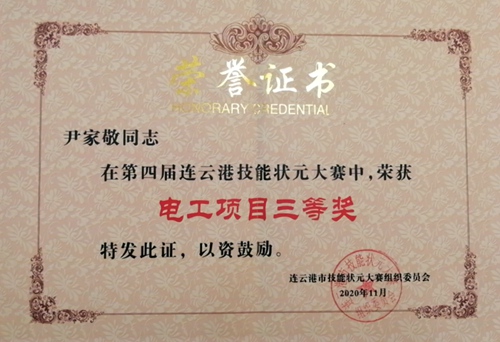 荣誉证书
HONORARY CREDENTIAL
尹家敬同志
在第四届连云港技能状元大赛中,荣获
电工项目三等奖
特发此证，以资鼓励。
连云港市技能状元大赛组织委员会
2020年11月